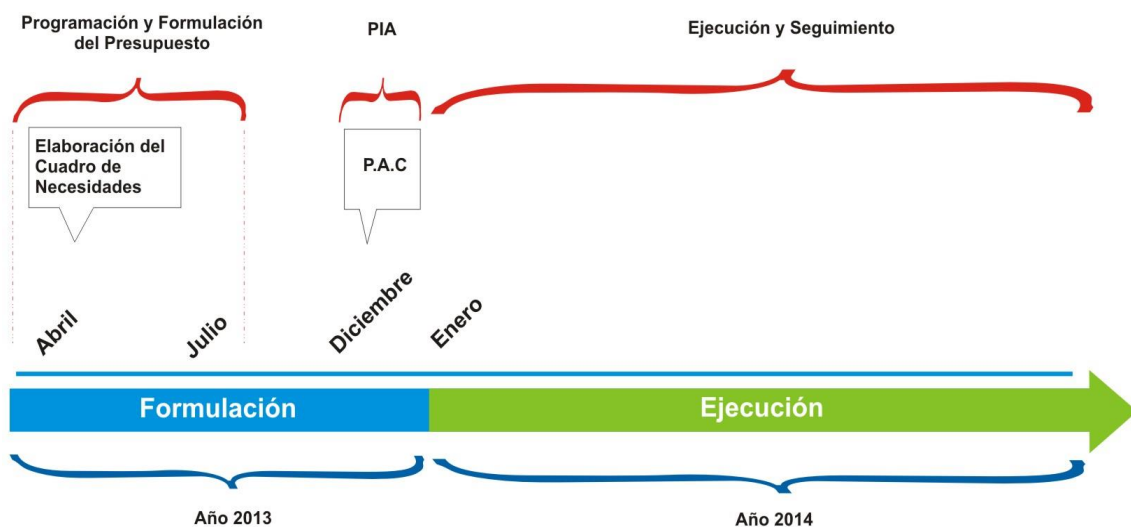 Programación y Formulación
del Presupuesto
PIA
Ejecución y Seguimiento
Elaboración del
Cuadro de
Necesidades
P.A.C
Abril
Julio
Diciembre
Enero
Formulación
Ejecución
Año 2013
Año 2014